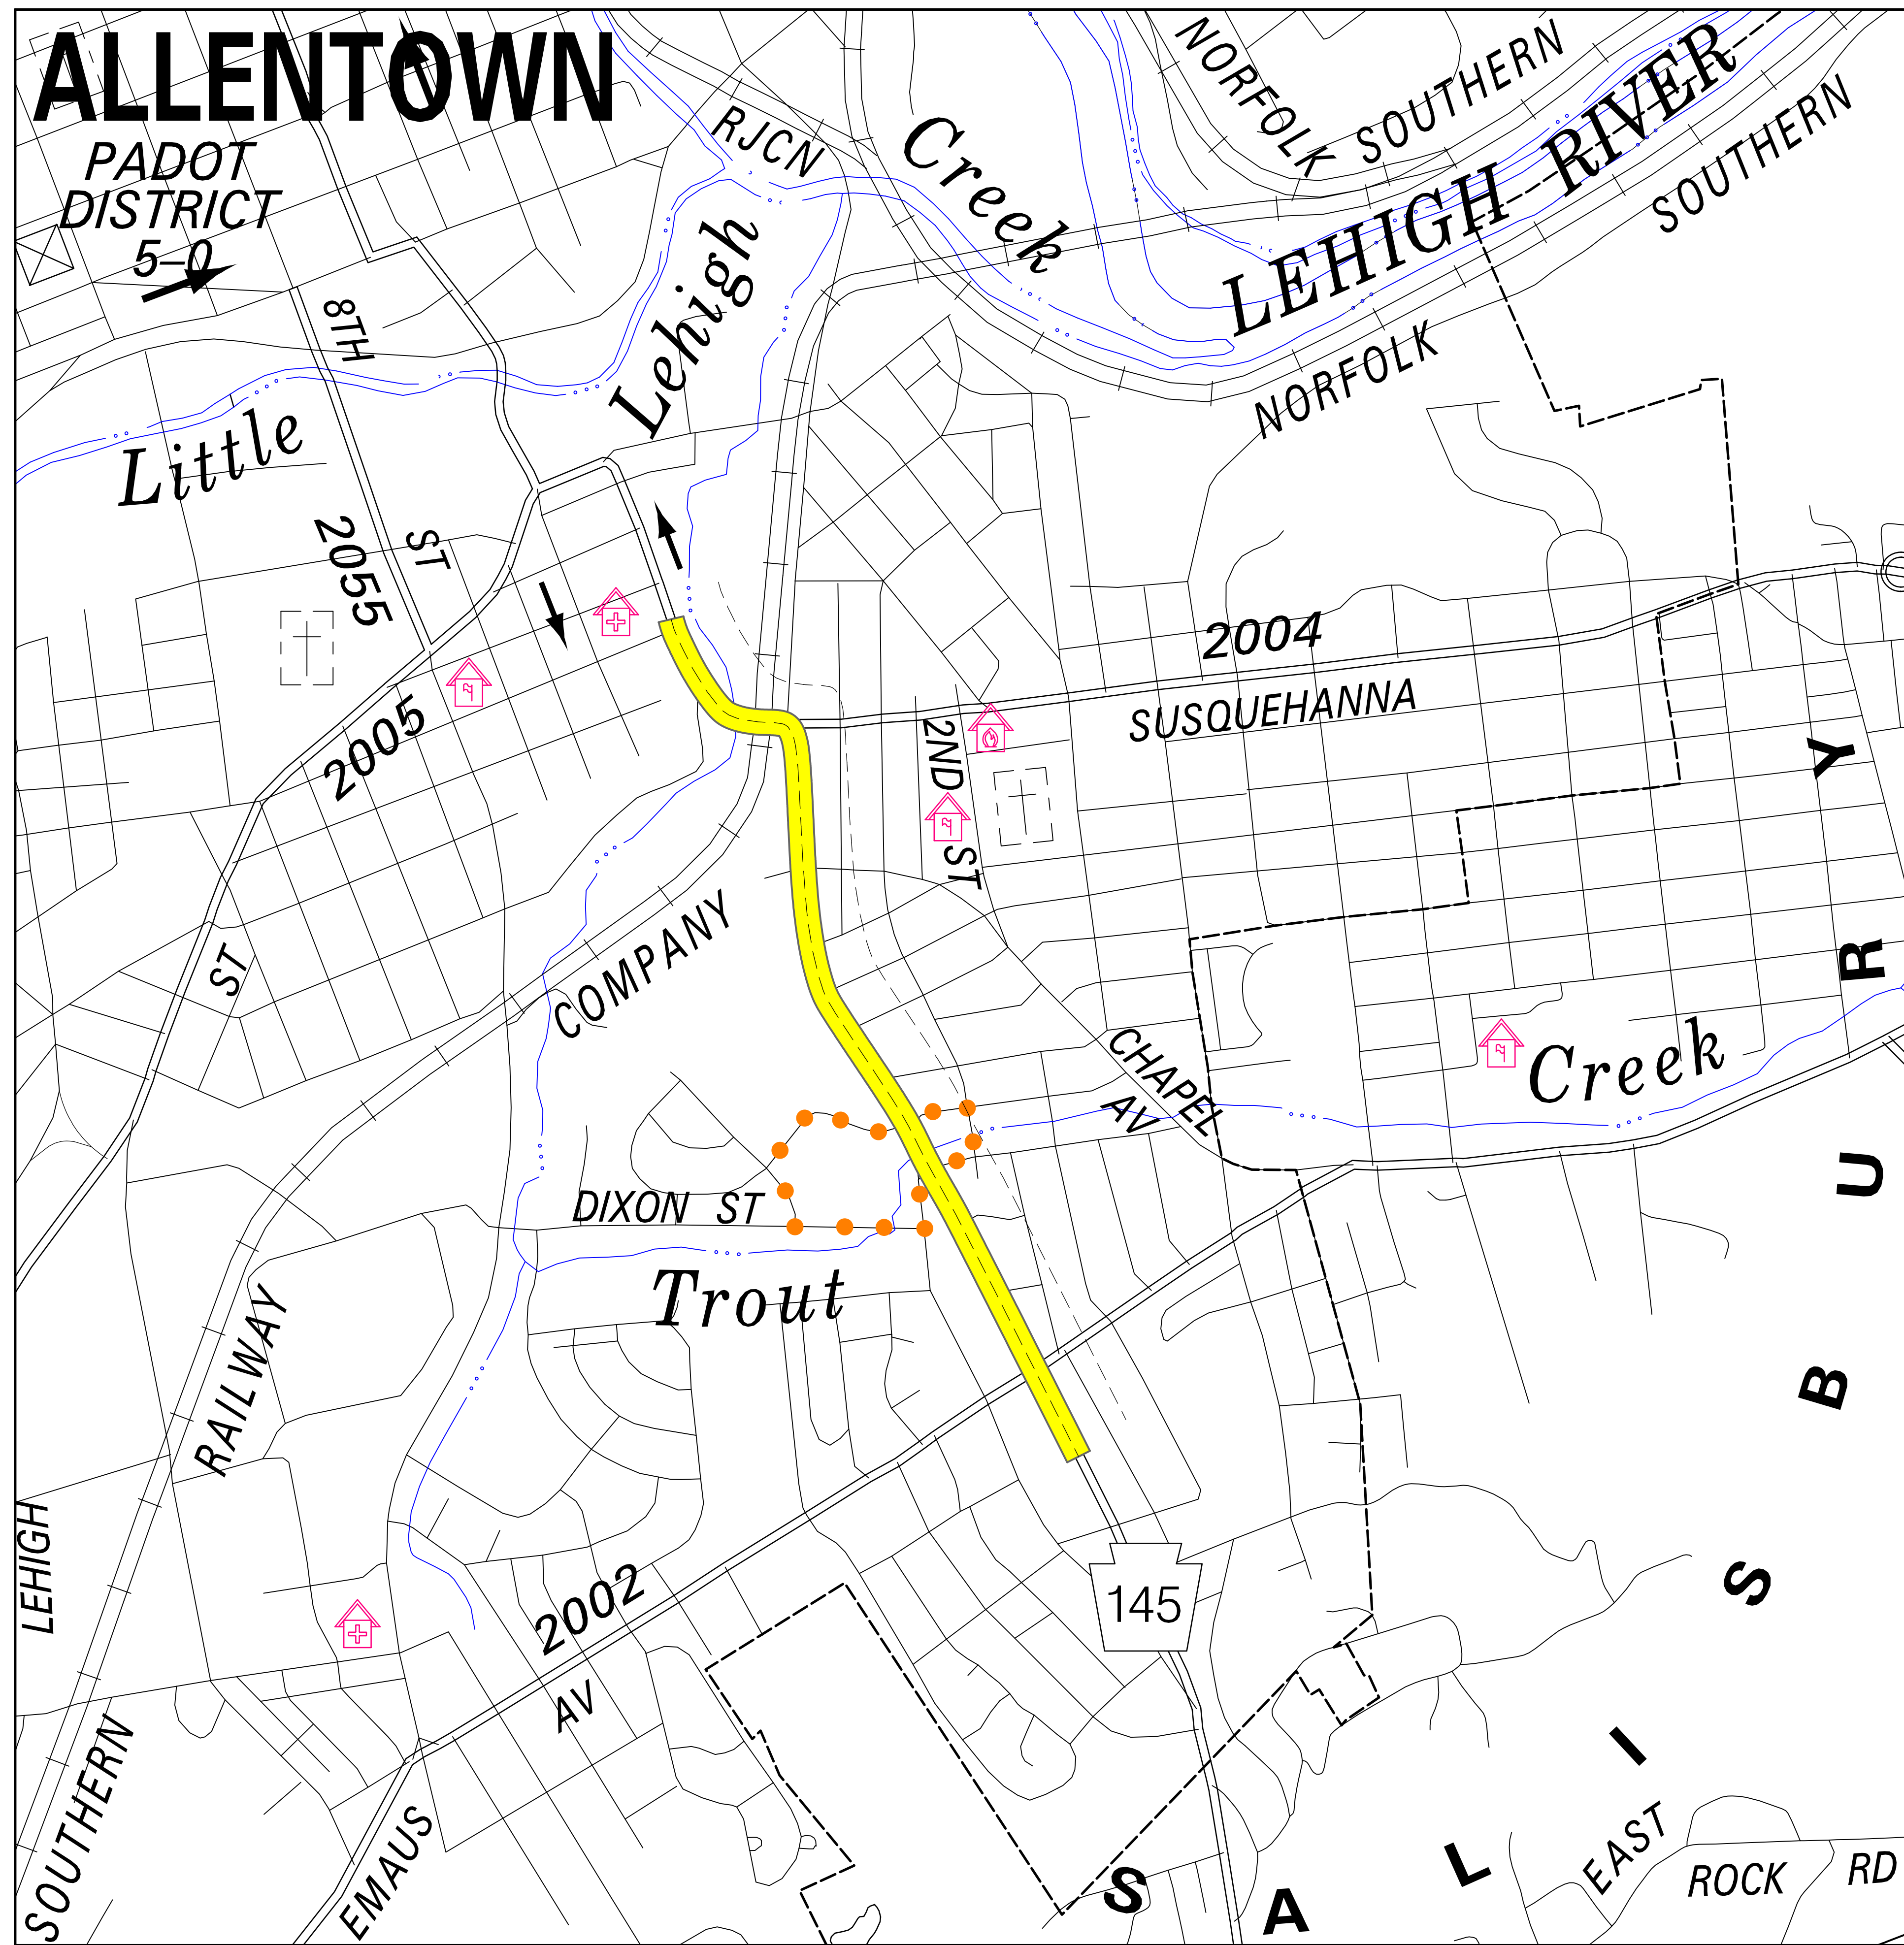 ALLENTOWN
PADOT
DISTRICT
5-0
RJCN
Creek
NORFOLK
SOUTHERN
LEHIGH RIVER
SOUTHERN
NORFOLK
Lehigh
8TH
ST
Little
2055
2005
ST
2004
SUSQUEHANNA
2ND
ST
COMPANY
CHAPEL
AV
Creek
DIXON ST
Trout
RAILWAY
LEHIGH
SOUTHERN
2002
AV
EMAUS
145
SALISBURY
EAST
ROCK RD